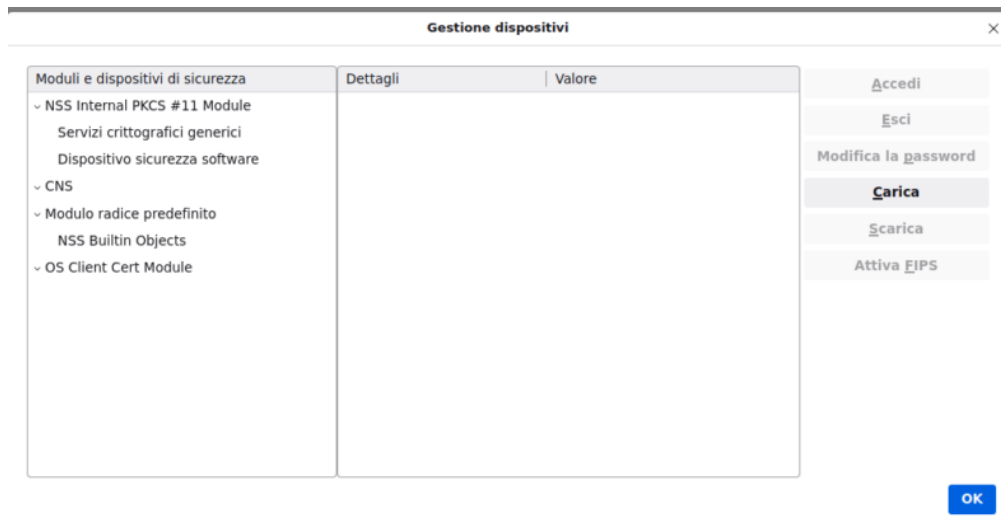 Gestione dispositivi
Moduli e dispositivi di sicurezza
Dettagli
Valore
NSS Internal PKCS #11 Module
Servizi crittografici generici
Dispositivo sicurezza software
CNS
Modulo radice predefinito
NSS Builtin Objects
OS Client Cert Module
Accedi
Esci
Modifica la password
Carica
Scarica
Attiva FIPS
OK